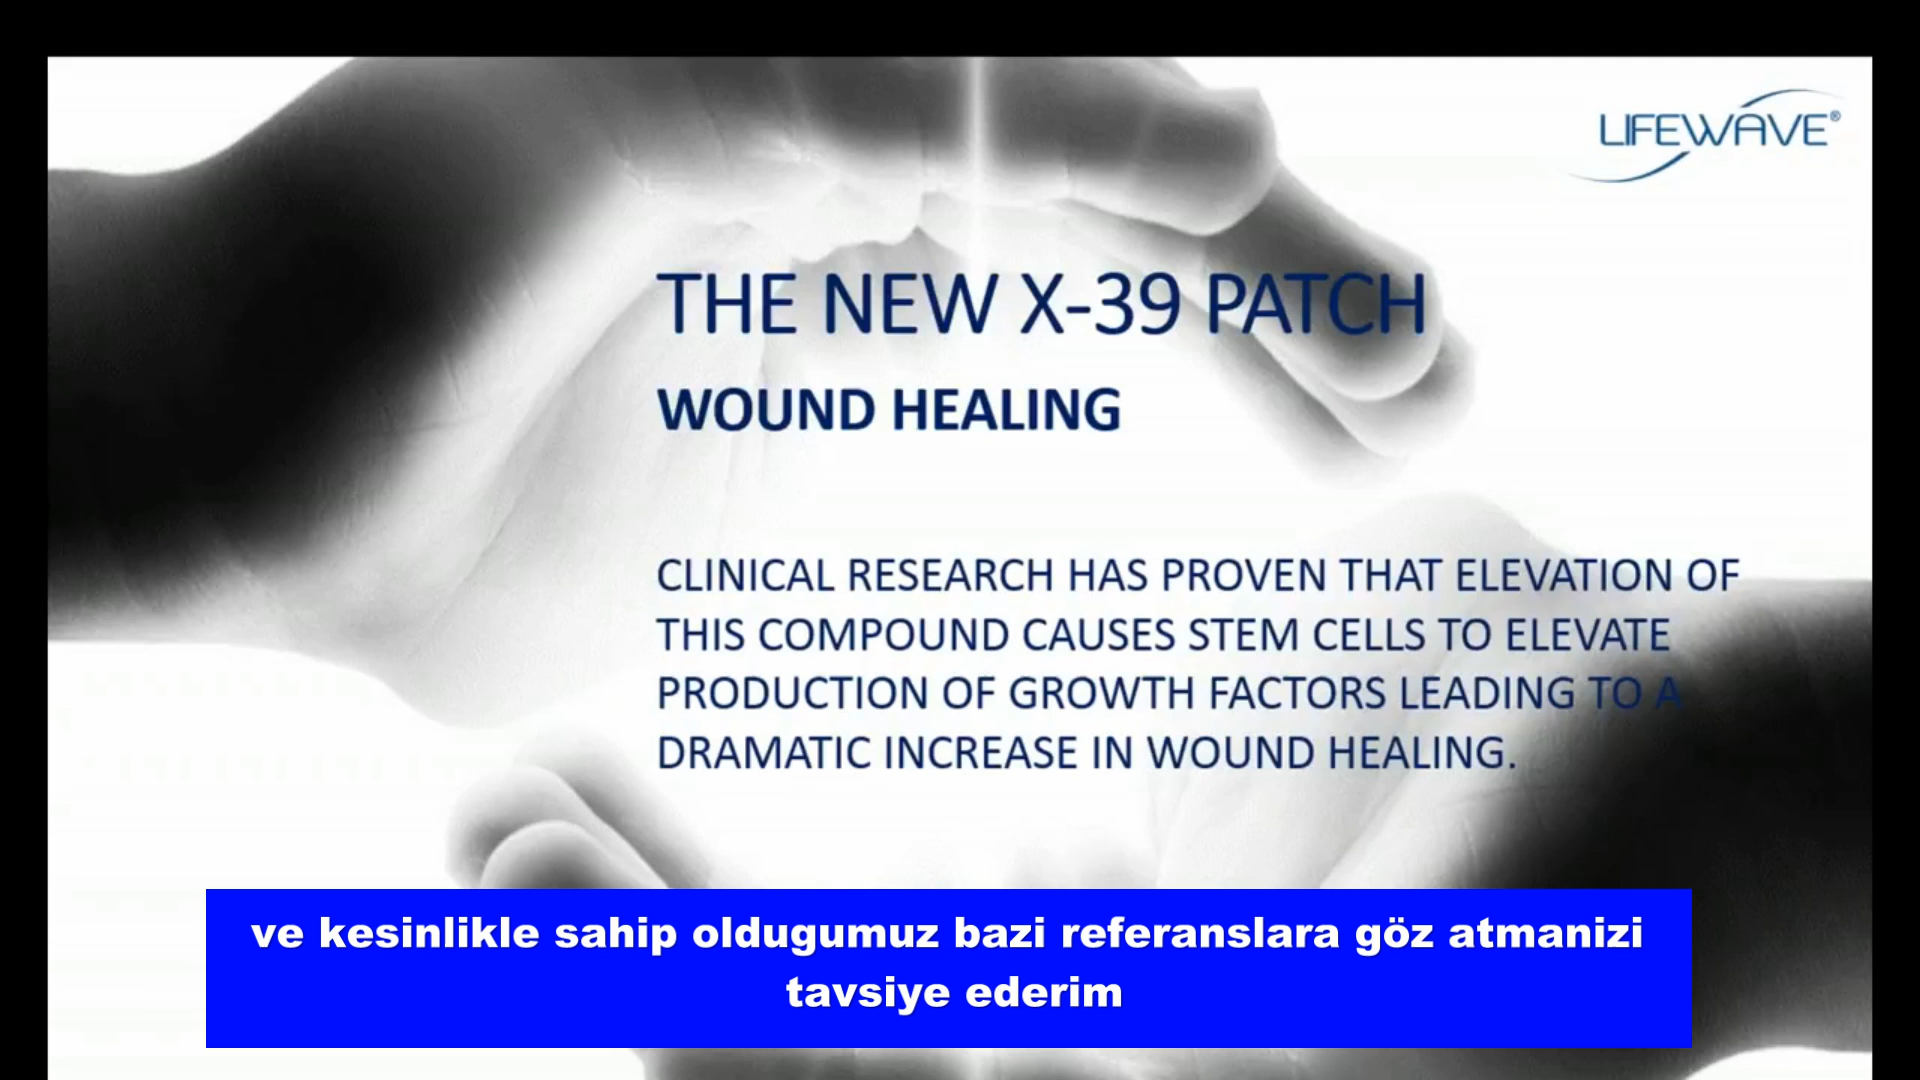 LIFEWAVE®
THE NEW X-39 PATCH
WOUND HEALING
CLINICAL RESEARCH HAS PROVEN THAT ELEVATION OF
THIS COMPOUND CAUSES STEM CELLS TO ELEVATE
PRODUCTION OF GROWTH FACTORS LEADING TO A
DRAMATIC INCREASE IN WOUND HEALING.
ve kesinlikle sahip oldugumuz bazi referanslara göz atmanizi
tavsiye ederim